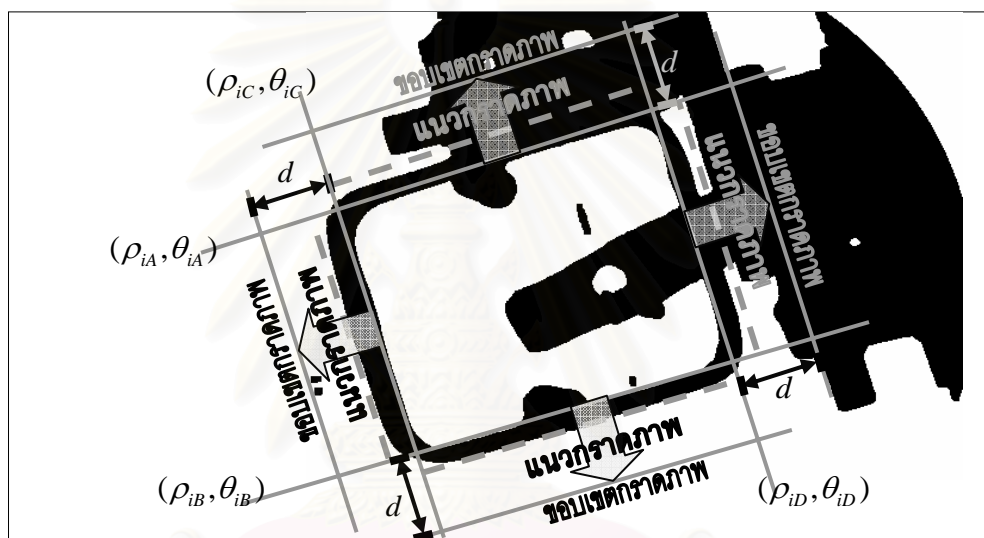 ขอบเขตกราดภาพ
แนวกราดภาพ
d
(ρiC,θiC)
d
(ρiA,θiA)
แนวกราดภาพ
ขอบเขตกราดภาพ
แนวกราดภาพ
ขอบเขตกราดภาพ
d
แนวกราดภาพ
ขอบเขตกราดภาพ
(ρiB,θiB)
d
(ρiD,θiD)